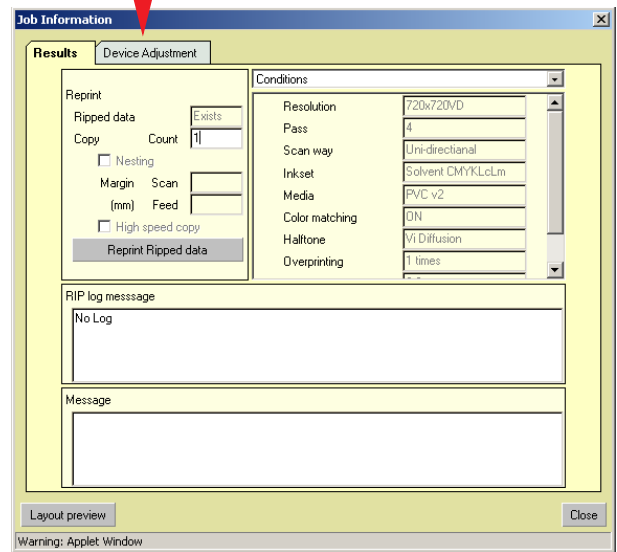 Job Information
Results Device Adjustment
Reprint
Ripped data Exists
Copy Count 1
Nesting
Margin Scan
(mm) Feed
High speed copy
Reprint Ripped data
Conditions
Resolution 720x720VD
Pass 4
Scan way Uni-directianal
Inkset Solvent CMYKLcLm
Media PVC v2
Color matching ON
Halftone Vi Diffusion
Overprinting 1 times
RIP log messsage
No Log
Message
Layout preview Close
Warning: Applet Window